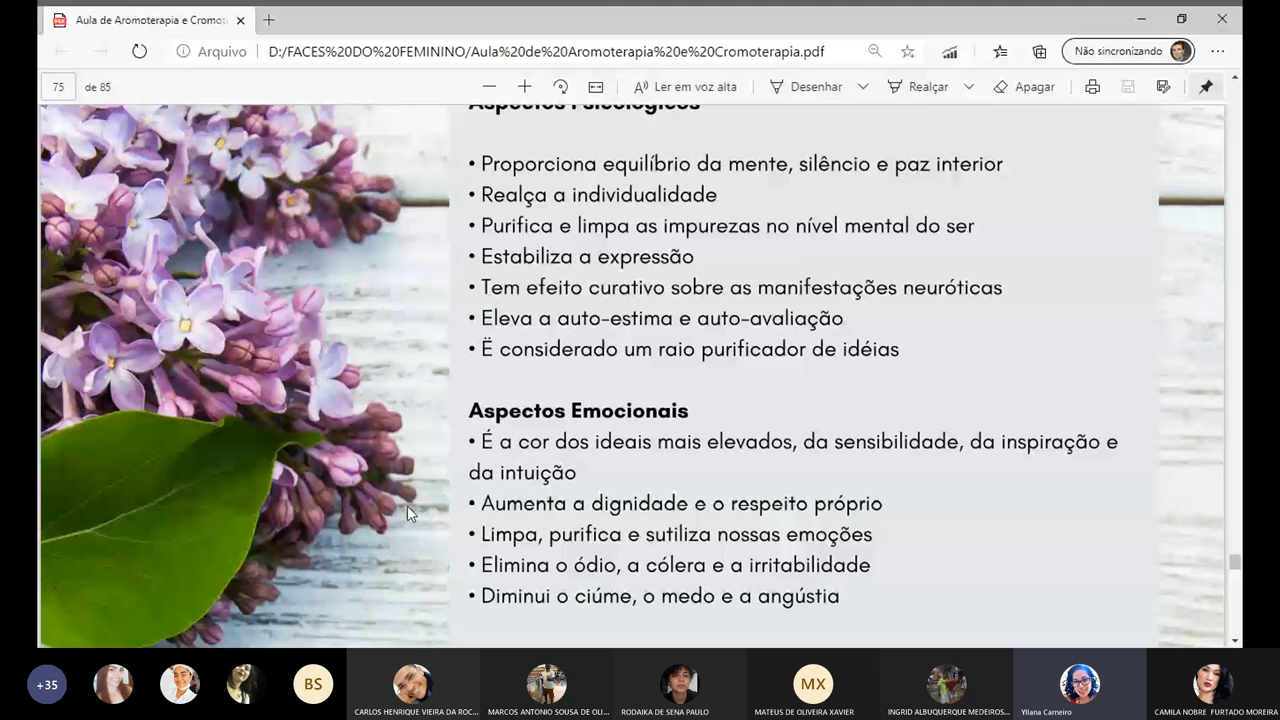 Aula de Aromoterapia e Cromot
Arquivo
D:/FACES%20DO%20FEMININO/Aula%20de%20Aromoterapia%20e%20Cromoterapia.pdf
Não sincronizando
75 de 85
Ler em voz alta
Desenhar
Realçar
Apagar
Aspectos Psicológicos
• Proporciona equilíbrio da mente, silêncio e paz interior
• Realça a individualidade
• Purifica e limpa as impurezas no nível mental do ser
• Estabiliza a expressão
• Tem efeito curativo sobre as manifestações neuróticas
• Eleva a auto-estima e auto-avaliação
• Ë considerado um raio purificador de idéias
Aspectos Emocionais
• É a cor dos ideais mais elevados, da sensibilidade, da inspiração e
da intuição
• Aumenta a dignidade e o respeito próprio
• Limpa, purifica e sutiliza nossas emoções
• Elimina o ódio, a cólera e a irritabilidade
• Diminui o ciúme, o medo e a angústia
+35
BS
MX
CARLOS HENRIQUE VIEIRA DA ROC...
MARCOS ANTONIO SOUSA DE OLI...
RODAIKA DE SENA PAULO
MATEUS DE OLIVEIRA XAVIER
INGRID ALBUQUERQUE MEDEIROS...
Yllana Carneiro
CAMILA NOBRE FURTADO MOREIRA